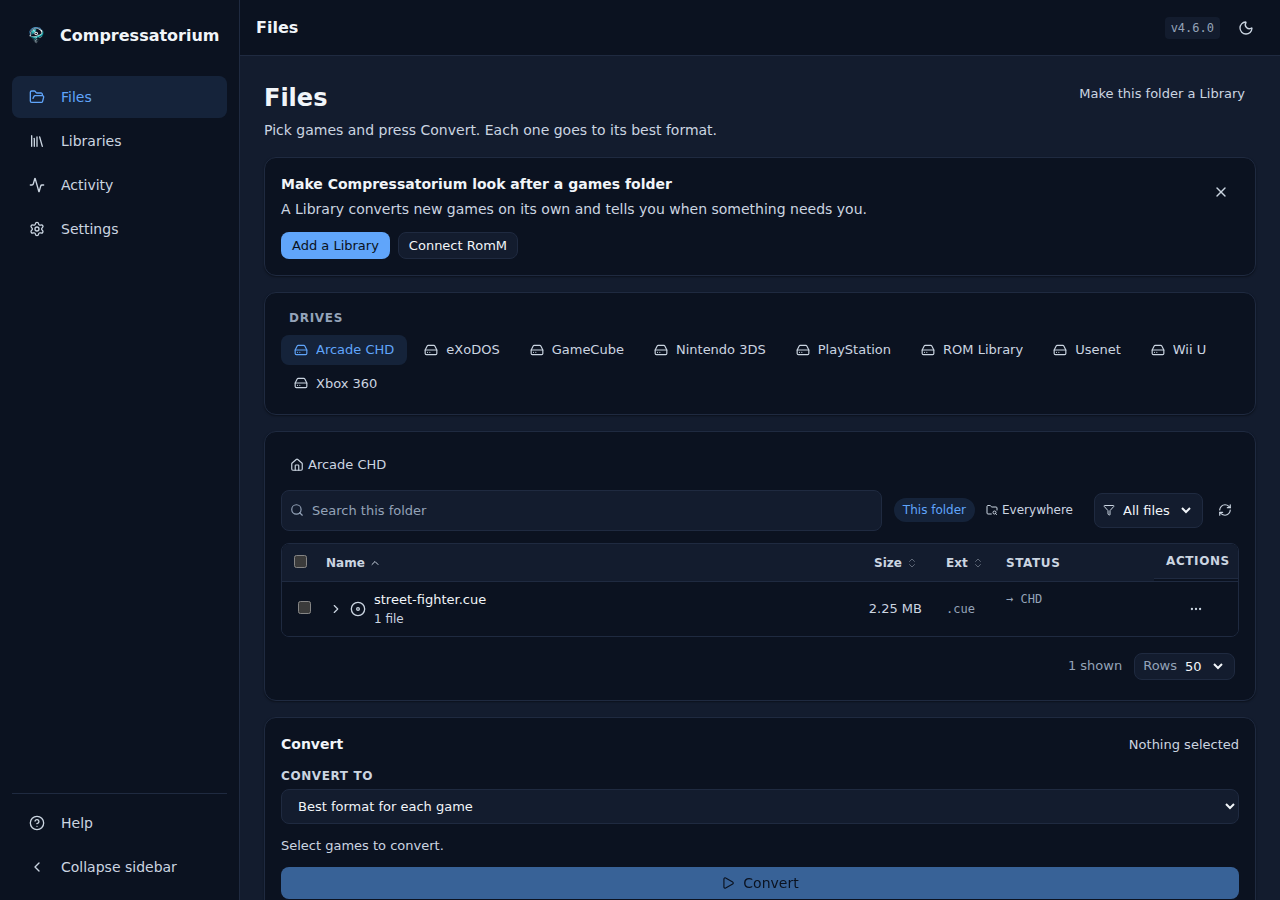 Compressatorium
Files
Libraries
Activity
Settings
Help
Collapse sidebar
Files
v4.6.0
Files
Make this folder a Library
Pick games and press Convert. Each one goes to its best format.
Make Compressatorium look after a games folder
A Library converts new games on its own and tells you when something needs you.
Add a Library
Connect RomM
DRIVES
Arcade CHD
eXoDOS
GameCube
Nintendo 3DS
PlayStation
ROM Library
Usenet
Wii U
Xbox 360
Arcade CHD
Search this folder
This folder
Everywhere
All files
Name
Size
Ext
STATUS
ACTIONS
street-fighter.cue
1 file
2.25 MB
.cue
→ CHD
1 shown
Rows 50
Convert
Nothing selected
CONVERT TO
Best format for each game
Select games to convert.
Convert